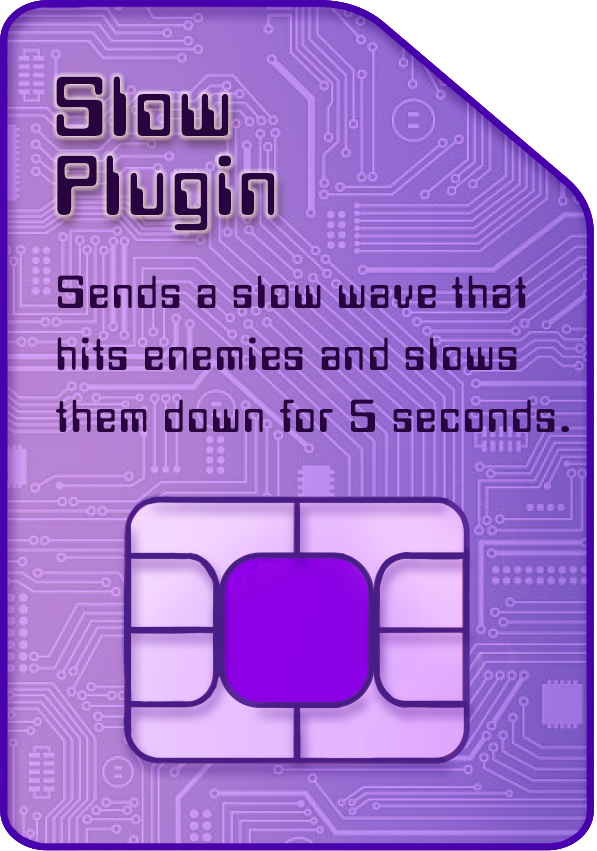 Slow
Plugin
Sends a slow wave that
hits enemies and slows
them down for 5 seconds.